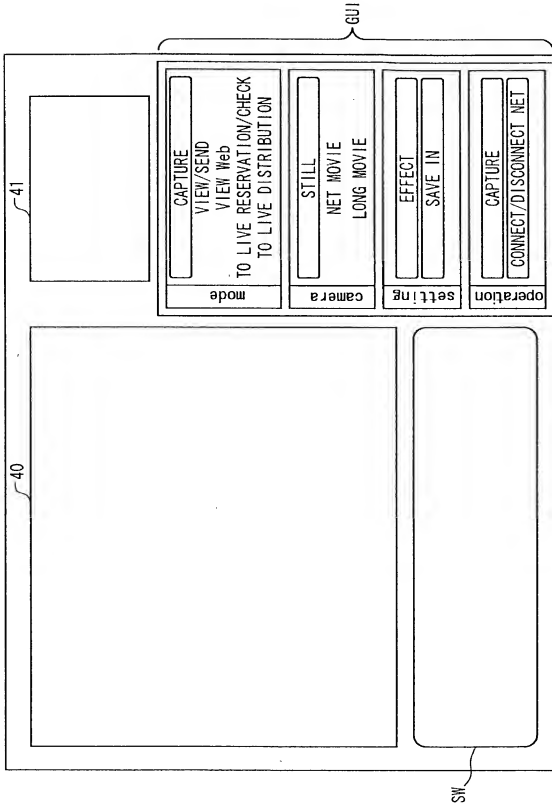 40
41
mode
CAPTURE
VIEW/SEND
VIEW Web
TO LIVE RESERVATION/CHECK
TO LIVE DISTRIBUTION
camera
STILL
NET MOVIE
LONG MOVIE
setting
EFFECT
SAVE IN
operation
CAPTURE
CONNECT/DISCONNECT NET
GUI
SW